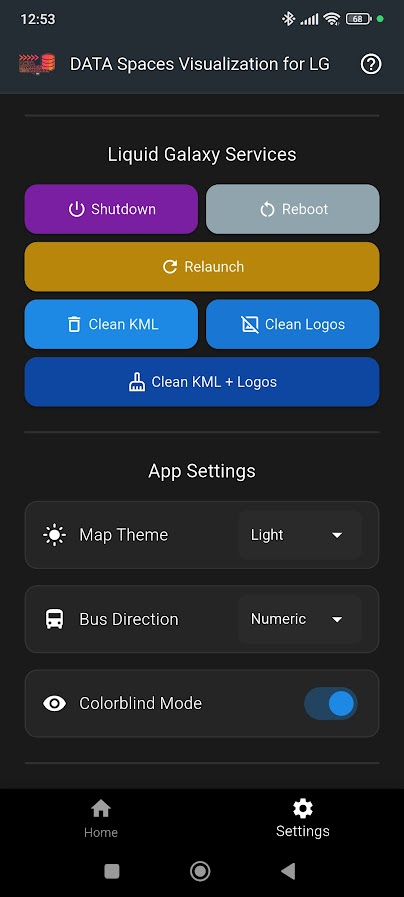 12:53
68
DATA Spaces Visualization for LG
Liquid Galaxy Services
Shutdown
Reboot
Relaunch
Clean KML
Clean Logos
Clean KML + Logos
App Settings
Map Theme
Light
Bus Direction
Numeric
Colorblind Mode
Home
Settings